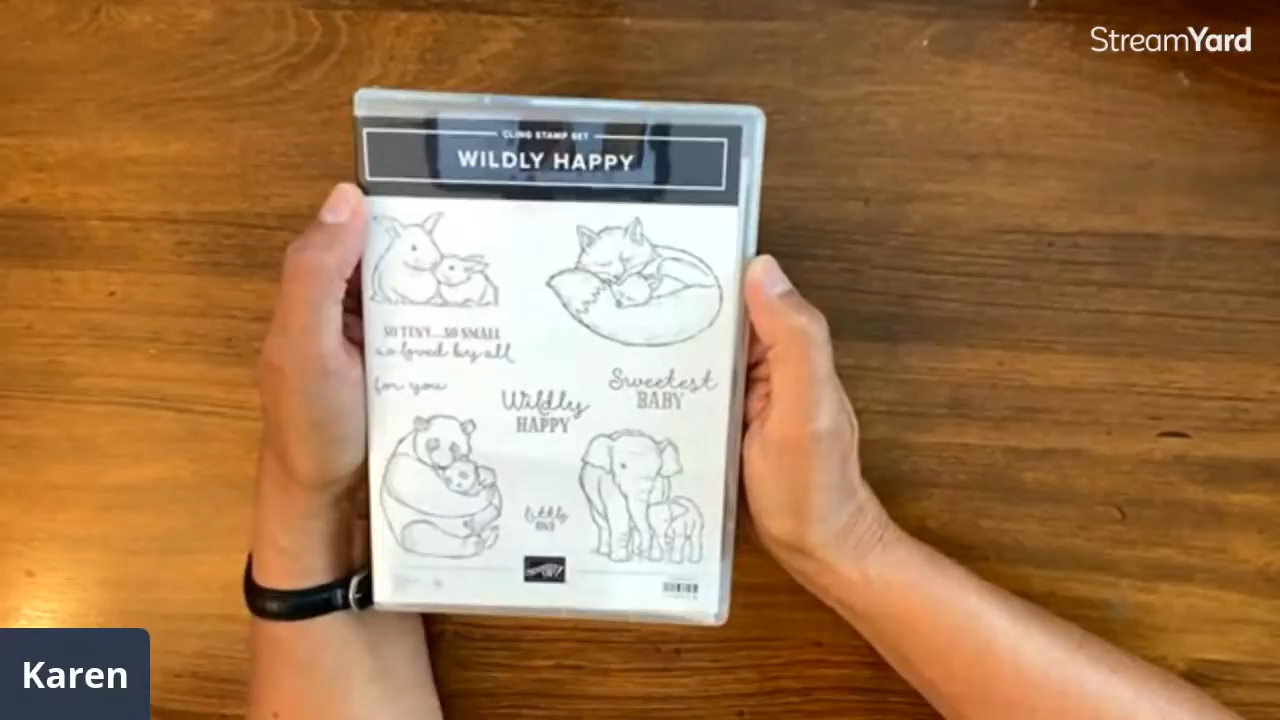 StreamYard
CLING STAMP SET
WILDLY HAPPY
SO TINY...SO SMALL
so loved by all
for you
Sweetest
BABY
Wildly
HAPPY
little
ONE
Karen